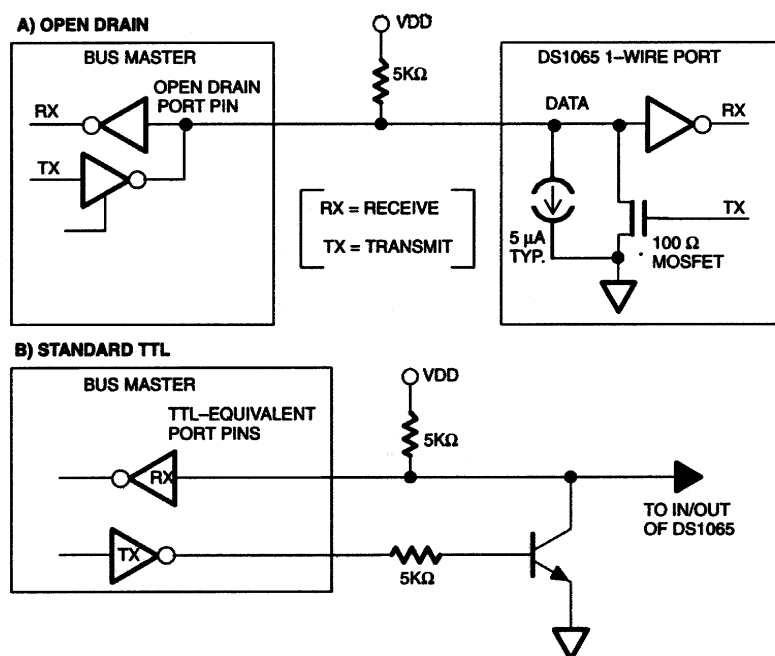 A) OPEN DRAIN
VDD
BUS MASTER
DS1065 1–WIRE PORT
5KΩ
OPEN DRAIN
PORT PIN
RX
DATA
RX
TX
RX = RECEIVE
TX = TRANSMIT
TX
5 µA
TYP.
100 Ω
MOSFET
B) STANDARD TTL
BUS MASTER
VDD
TTL–EQUIVALENT
PORT PINS
5KΩ
RX
TO IN/OUT
OF DS1065
TX
5KΩ